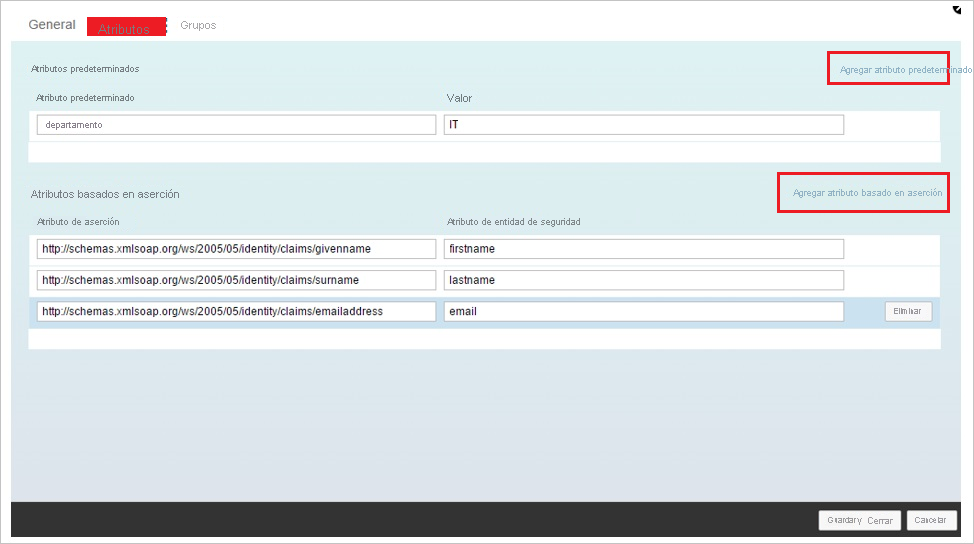 General Atributos Grupos
Atributos predeterminados Agregar atributo predeterminado
Atributo predeterminado Valor
departamento IT
Atributos basados en aserción Agregar atributo basado en aserción
Atributo de aserción Atributo de entidad de seguridad
http://schemas.xmlsoap.org/ws/2005/05/identity/claims/givenname firstname
http://schemas.xmlsoap.org/ws/2005/05/identity/claims/surname lastname
http://schemas.xmlsoap.org/ws/2005/05/identity/claims/emailaddress email Eliminar
Guardar y Cerrar Cancelar